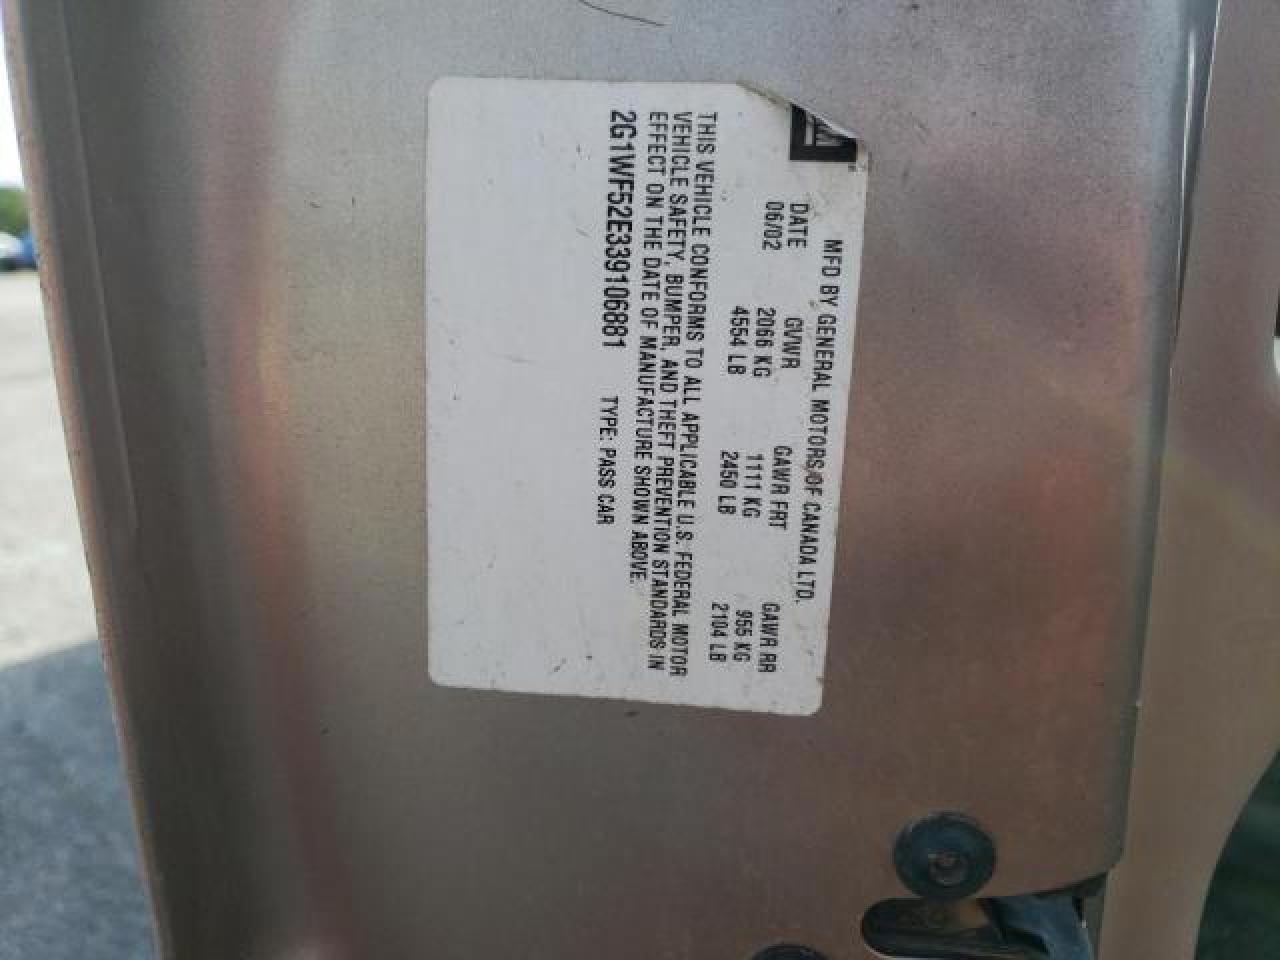 MFD BY GENERAL MOTORS OF CANADA LTD.
DATE GVWR GAWR FRT GAWR RR
06/02 2066 KG 1111 KG 955 KG
4554 LB 2450 LB 2104 LB
THIS VEHICLE CONFORMS TO ALL APPLICABLE U.S. FEDERAL MOTOR
VEHICLE SAFETY, BUMPER, AND THEFT PREVENTION STANDARDS IN
EFFECT ON THE DATE OF MANUFACTURE SHOWN ABOVE.
2G1WF52E339106881 TYPE: PASS CAR